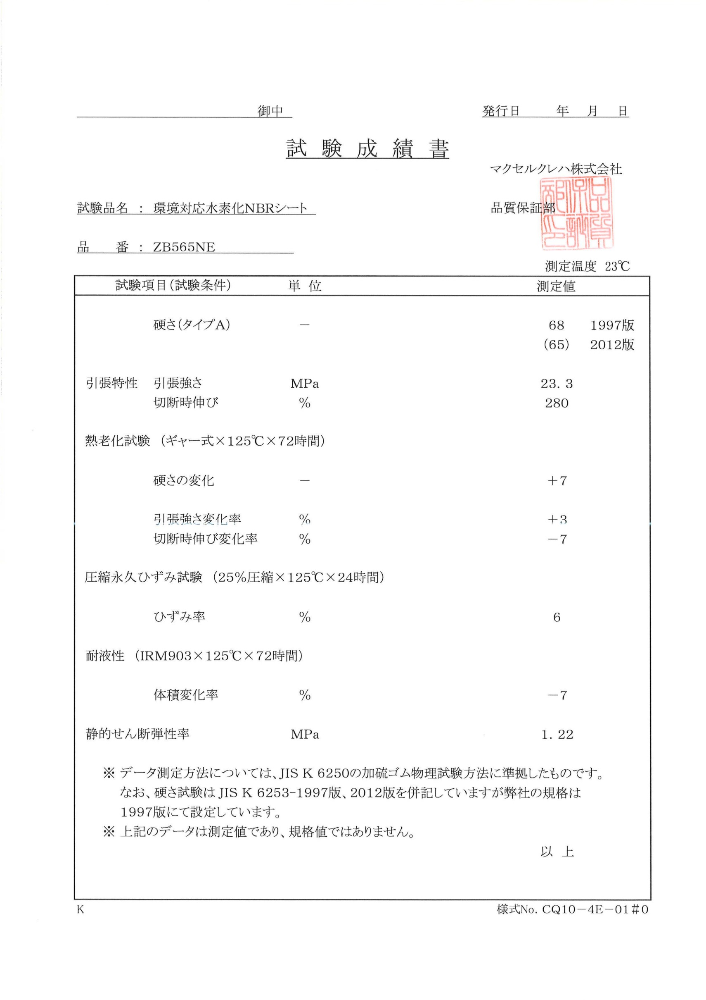 御中
発行日 年 月 日
試験成績書
マクセルクレハ株式会社
試験品名 : 環境対応水素化NBRシート
品質保証部
品質保証部印
品 番 : ZB565NE
測定温度 23℃
試験項目(試験条件) 単 位 測定値
硬さ(タイプA) － 68 1997版
(65) 2012版
引張特性 引張強さ MPa 23.3
切断時伸び % 280
熱老化試験 (ギャー式×125℃×72時間)
硬さの変化 － +7
引張強さ変化率 % +3
切断時伸び変化率 % －7
圧縮永久ひずみ試験 (25%圧縮×125℃×24時間)
ひずみ率 % 6
耐液性 (IRM903×125℃×72時間)
体積変化率 % －7
静的せん断弾性率 MPa 1.22
※ データ測定方法については、JIS K 6250の加硫ゴム物理試験方法に準拠したものです。
なお、硬さ試験は JIS K 6253-1997版、2012版を併記していますが弊社の規格は
1997版にて設定しています。
※ 上記のデータは測定値であり、規格値ではありません。
以 上
K 様式No. CQ10－4E－01#0